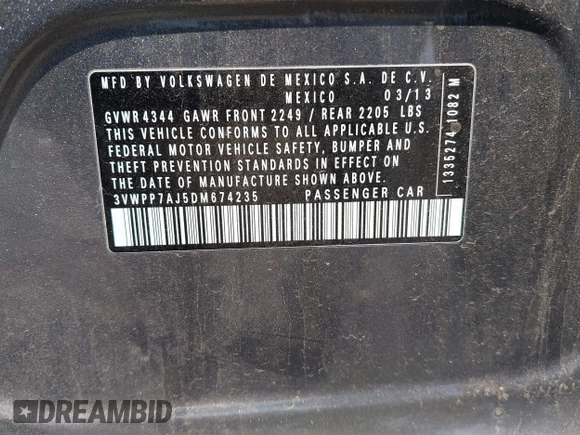 MFD BY VOLKSWAGEN DE MEXICO S.A. DE C.V.
MEXICO 03/13
GVWR 4344 GAWR FRONT 2249 / REAR 2205 LBS
THIS VEHICLE CONFORMS TO ALL APPLICABLE U.S.
FEDERAL MOTOR VEHICLE SAFETY, BUMPER AND
THEFT PREVENTION STANDARDS IN EFFECT ON
THE DATE OF MANUFACTURE SHOWN ABOVE.
3VWPP7AJ5DM674235 PASSENGER CAR
1335274 1082 M
DREAMBID